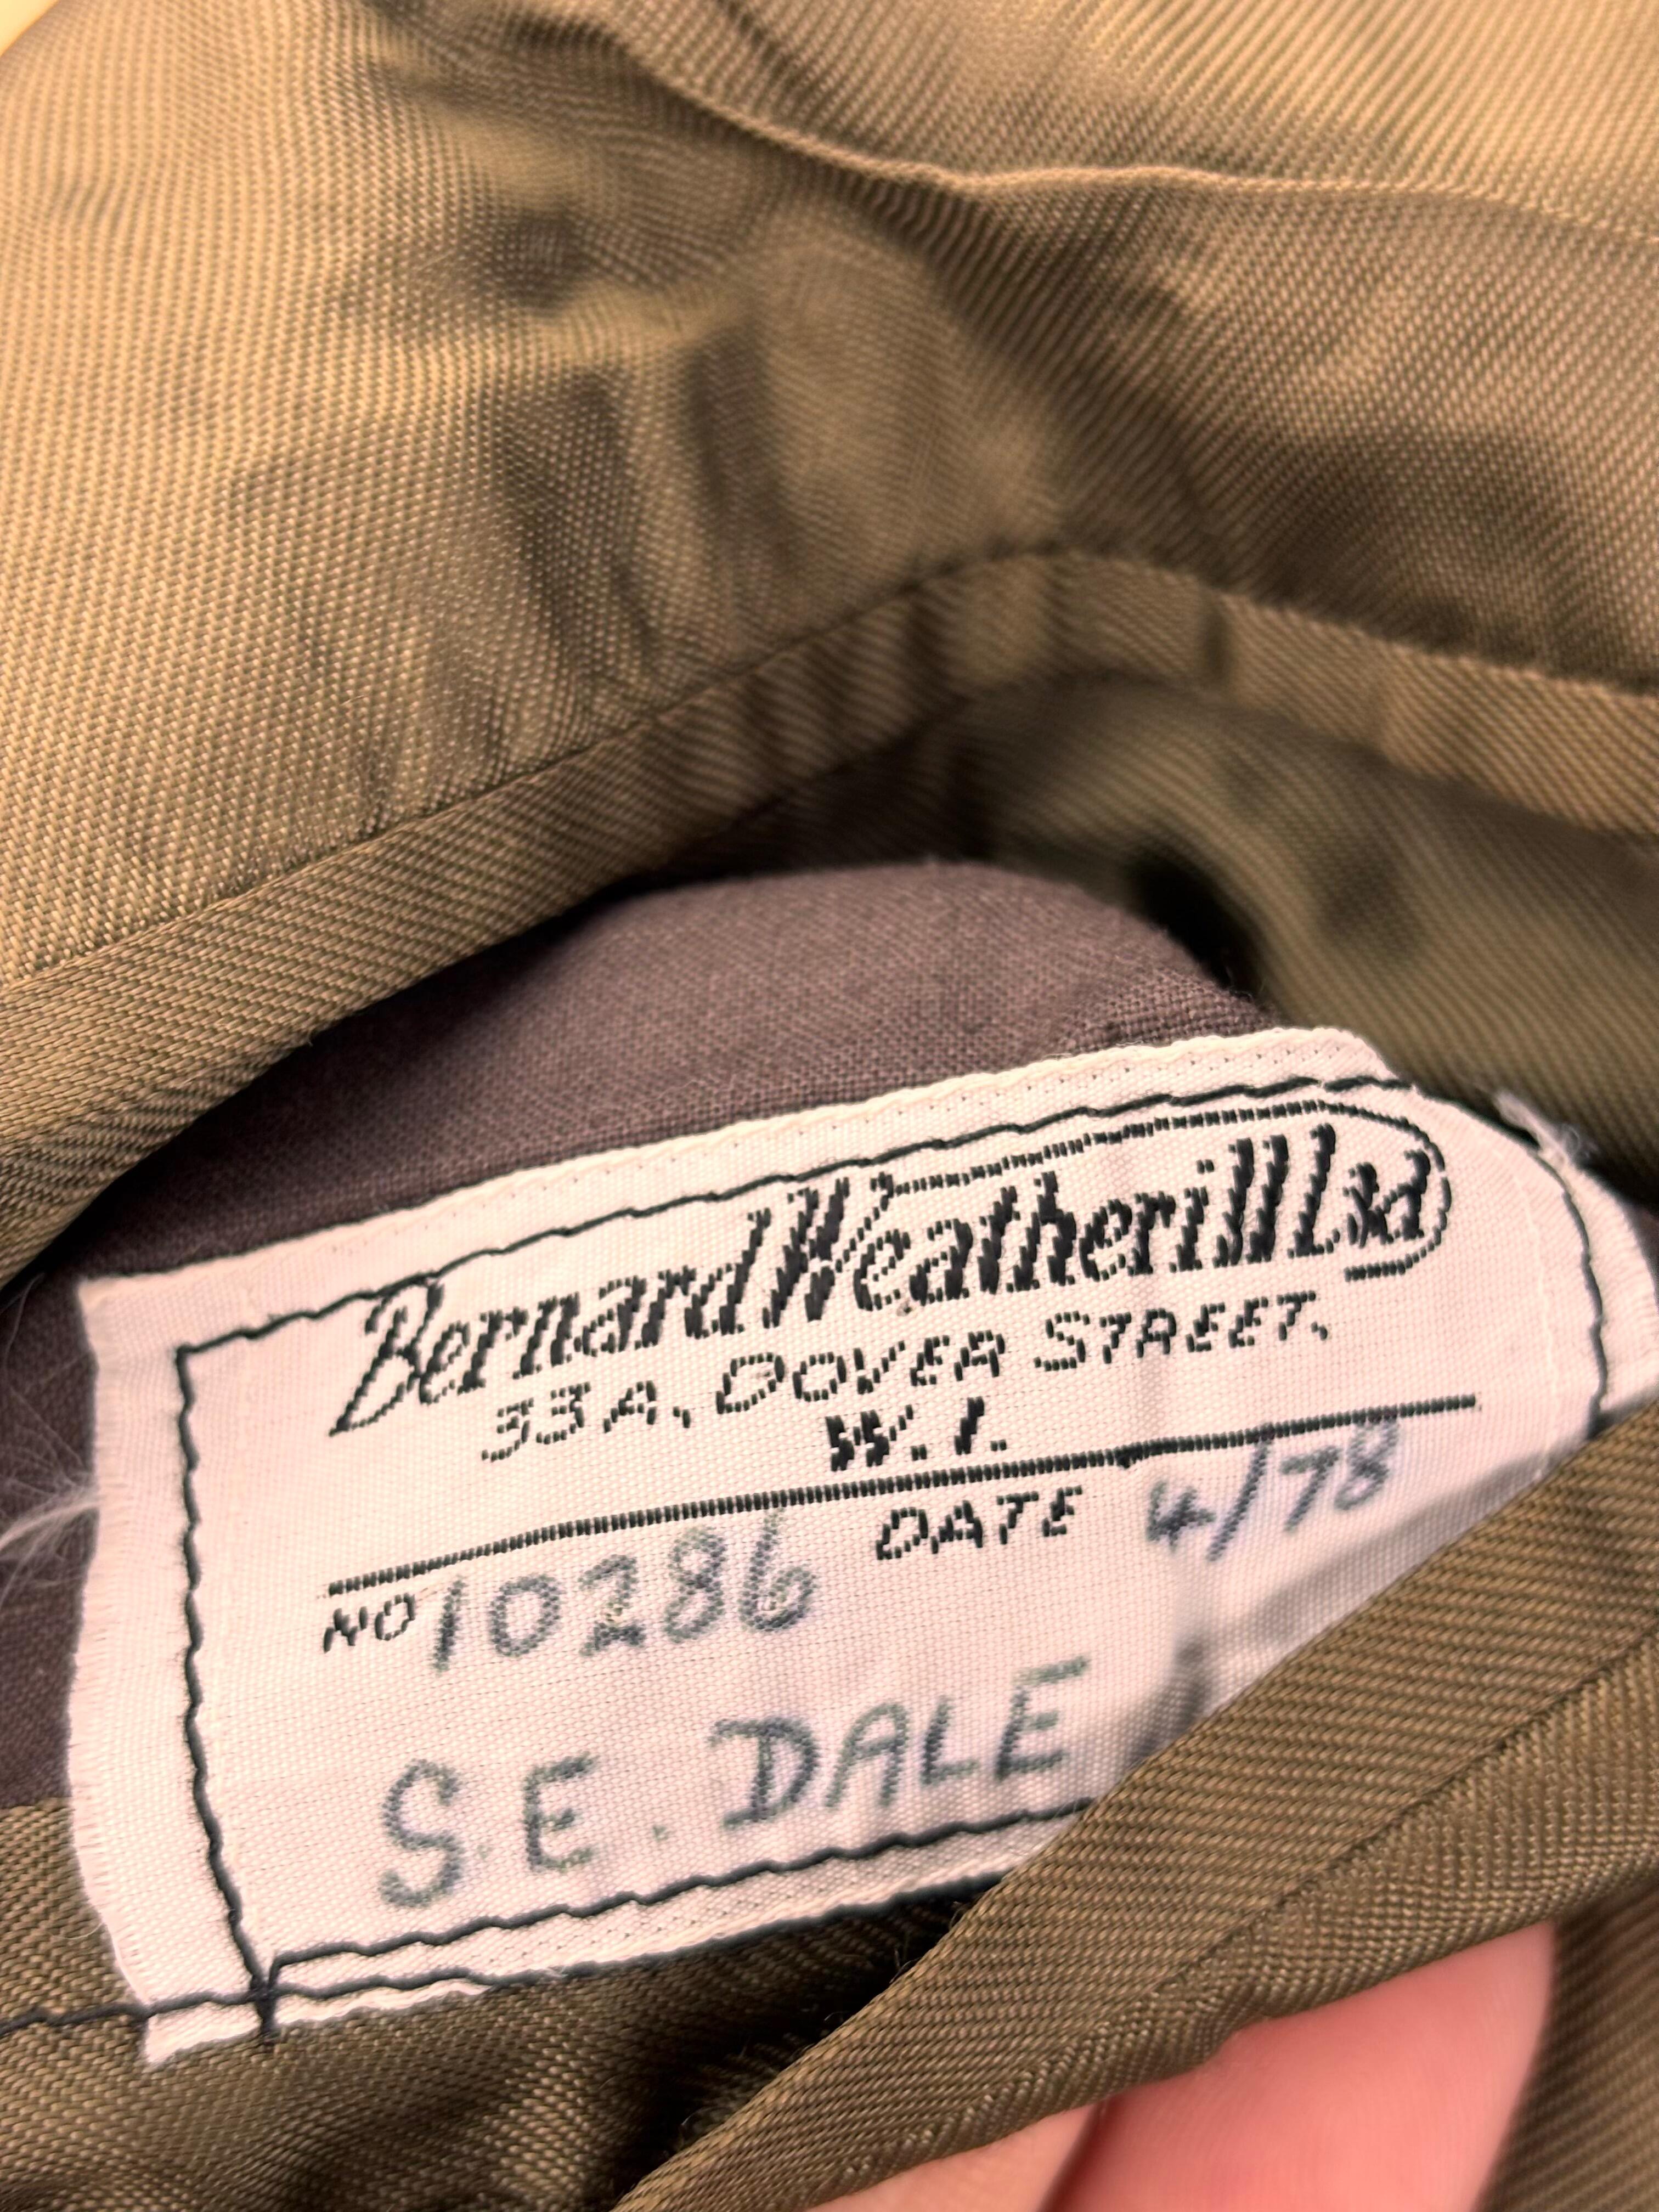 Bernard Weatherill Ltd
33A, DOVER STREET,
W.1.
NO 10286 DATE 4/78
S.E. DALE